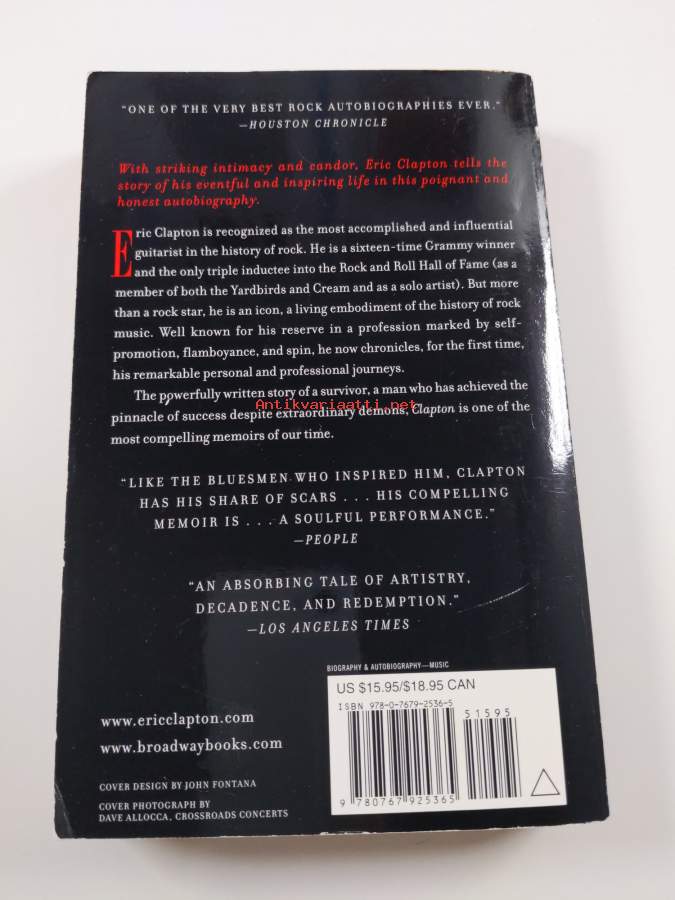 "ONE OF THE VERY BEST ROCK AUTOBIOGRAPHIES EVER."
—HOUSTON CHRONICLE
With striking intimacy and candor, Eric Clapton tells the
story of his eventful and inspiring life in this poignant and
honest autobiography.
Eric Clapton is recognized as the most accomplished and influential
guitarist in the history of rock. He is a sixteen-time Grammy winner
and the only triple inductee into the Rock and Roll Hall of Fame (as a
member of both the Yardbirds and Cream and as a solo artist). But more
than a rock star, he is an icon, a living embodiment of the history of rock
music. Well known for his reserve in a profession marked by self-
promotion, flamboyance, and spin, he now chronicles, for the first time,
his remarkable personal and professional journeys.
The powerfully written story of a survivor, a man who has achieved the
Antikvariaatti.net
pinnacle of success despite extraordinary demons, Clapton is one of the
most compelling memoirs of our time.
"LIKE THE BLUESMEN WHO INSPIRED HIM, CLAPTON
HAS HIS SHARE OF SCARS . . . HIS COMPELLING
MEMOIR IS . . . A SOULFUL PERFORMANCE."
—PEOPLE
"AN ABSORBING TALE OF ARTISTRY,
DECADENCE, AND REDEMPTION."
—LOS ANGELES TIMES
BIOGRAPHY & AUTOBIOGRAPHY—MUSIC
US $15.95/$18.95 CAN
ISBN 978-0-7679-2536-5
51595
9 780767 925365
www.ericclapton.com
www.broadwaybooks.com
COVER DESIGN BY JOHN FONTANA
COVER PHOTOGRAPH BY
DAVE ALLOCCA, CROSSROADS CONCERTS